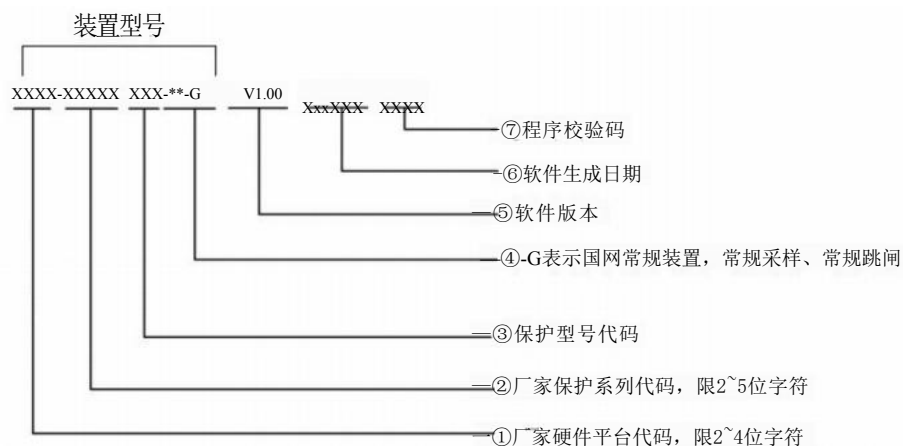 装置型号
XXXX-XXXXX XXX-**-G V1.00 XxxXXX XXXX
⑦程序校验码
⑥软件生成日期
⑤软件版本
④-G表示国网常规装置，常规采样、常规跳闸
③保护型号代码
②厂家保护系列代码，限2~5位字符
①厂家硬件平台代码，限2~4位字符